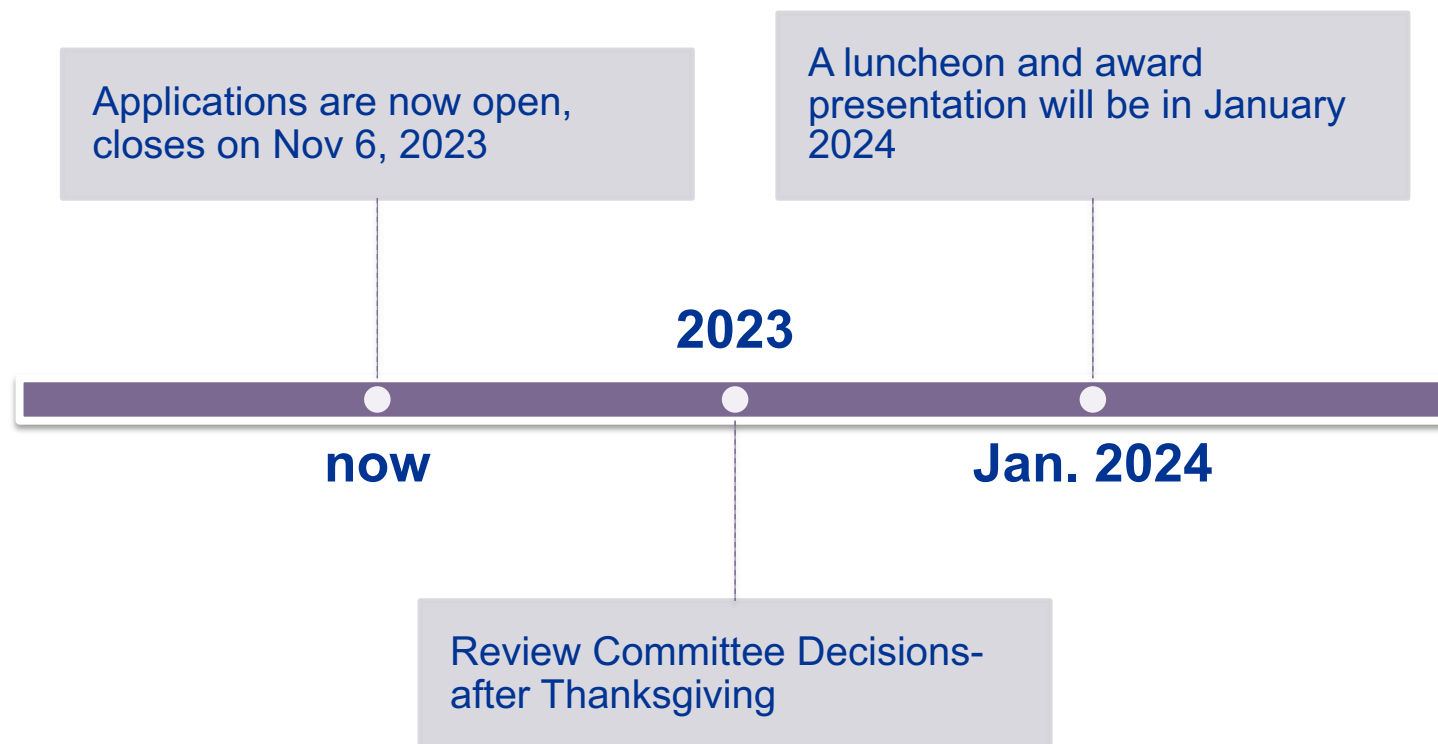 Applications are now open,
closes on Nov 6, 2023
A luncheon and award
presentation will be in January
2024
2023
now
Jan. 2024
Review Committee Decisions-
after Thanksgiving